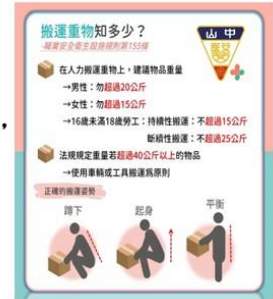 搬運重物知多少？
-職業安全衛生設施規則第155條
山中
在人力搬運重物上，建議物品重量
→男性：勿超過20公斤
→女性：勿超過15公斤
→16歲未滿18歲勞工：持續性搬運：不超過15公斤
斷續性搬運：不超過25公斤
法規規定重量若超過40公斤以上的物品
→使用車輛或工具搬運為原則
正確的搬運姿勢
蹲下
起身
平衡
，